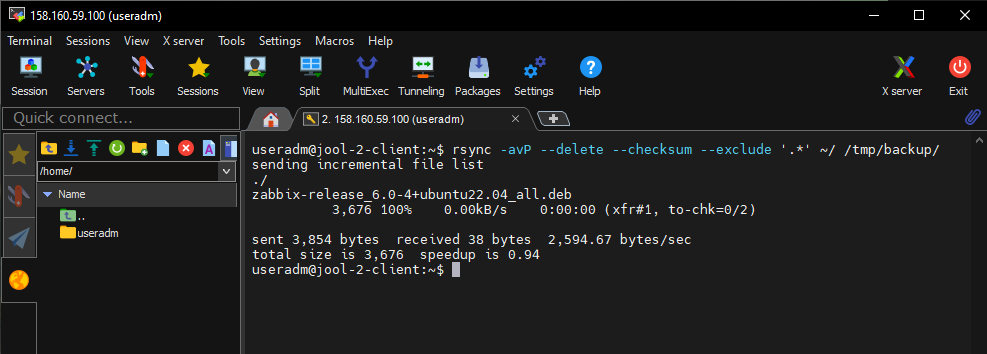 158.160.59.100 (useradm)
Terminal Sessions View X server Tools Settings Macros Help
Session Servers Tools Sessions View Split MultiExec Tunneling Packages Settings Help X server Exit
Quick connect...
2. 158.160.59.100 (useradm)
/home/
Name
..
useradm
useradm@jool-2-client:~$ rsync -avP --delete --checksum --exclude '.*' ~/ /tmp/backup/
sending incremental file list
./
zabbix-release_6.0-4+ubuntu22.04_all.deb
3,676 100% 0.00kB/s 0:00:00 (xfr#1, to-chk=0/2)
sent 3,854 bytes received 38 bytes 2,594.67 bytes/sec
total size is 3,676 speedup is 0.94
useradm@jool-2-client:~$